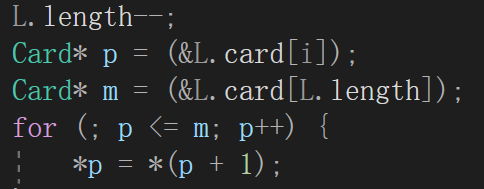 L.length--;
Card* p = (&L.card[i]);
Card* m = (&L.card[L.length]);
for (; p <= m; p++) {
*p = *(p + 1);